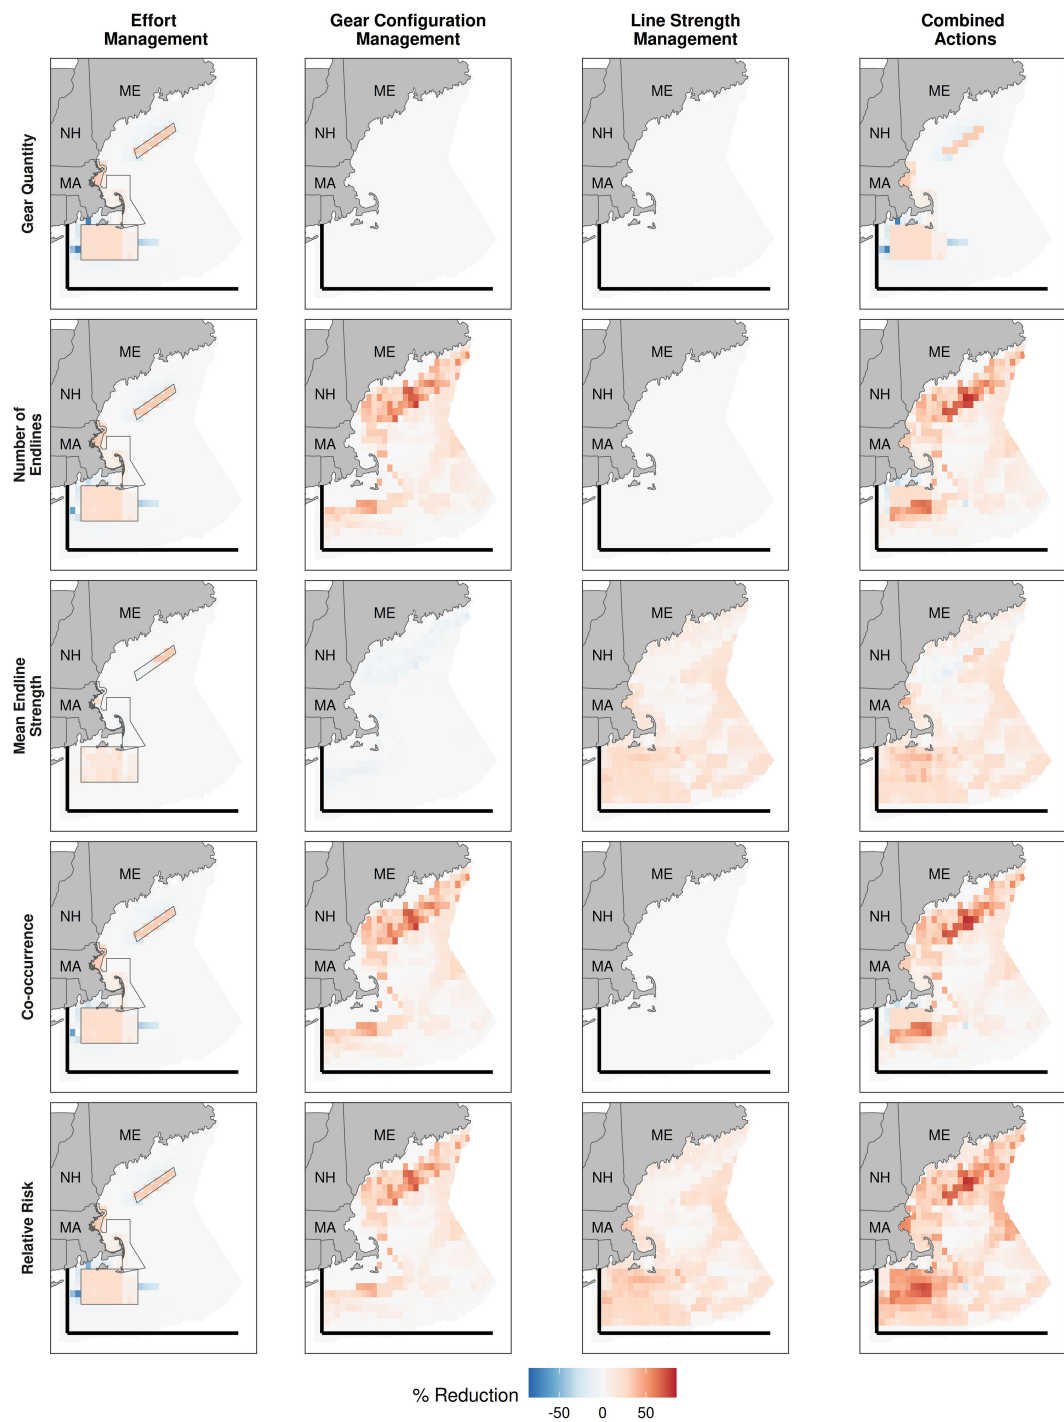 Effort
Management
Gear Configuration
Management
Line Strength
Management
Combined
Actions
Gear Quantity
ME
NH
MA
ME
NH
MA
ME
NH
MA
ME
NH
MA
Number of
Endlines
ME
NH
MA
ME
NH
MA
ME
NH
MA
ME
NH
MA
Mean Endline
Strength
ME
NH
MA
ME
NH
MA
ME
NH
MA
ME
NH
MA
Co-occurrence
ME
NH
MA
ME
NH
MA
ME
NH
MA
ME
NH
MA
Relative Risk
ME
NH
MA
ME
NH
MA
ME
NH
MA
ME
NH
MA
% Reduction
-50 0 50